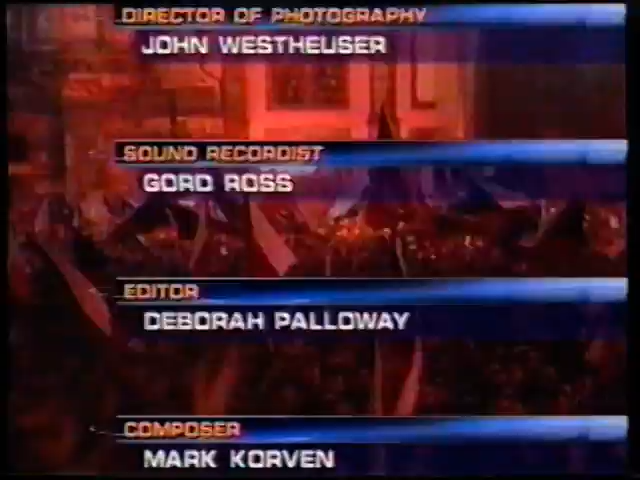 DIRECTOR OF PHOTOGRAPHY
JOHN WESTHEUSER
SOUND RECORDIST
GORD ROSS
EDITOR
DEBORAH PALLOWAY
COMPOSER
MARK KORVEN